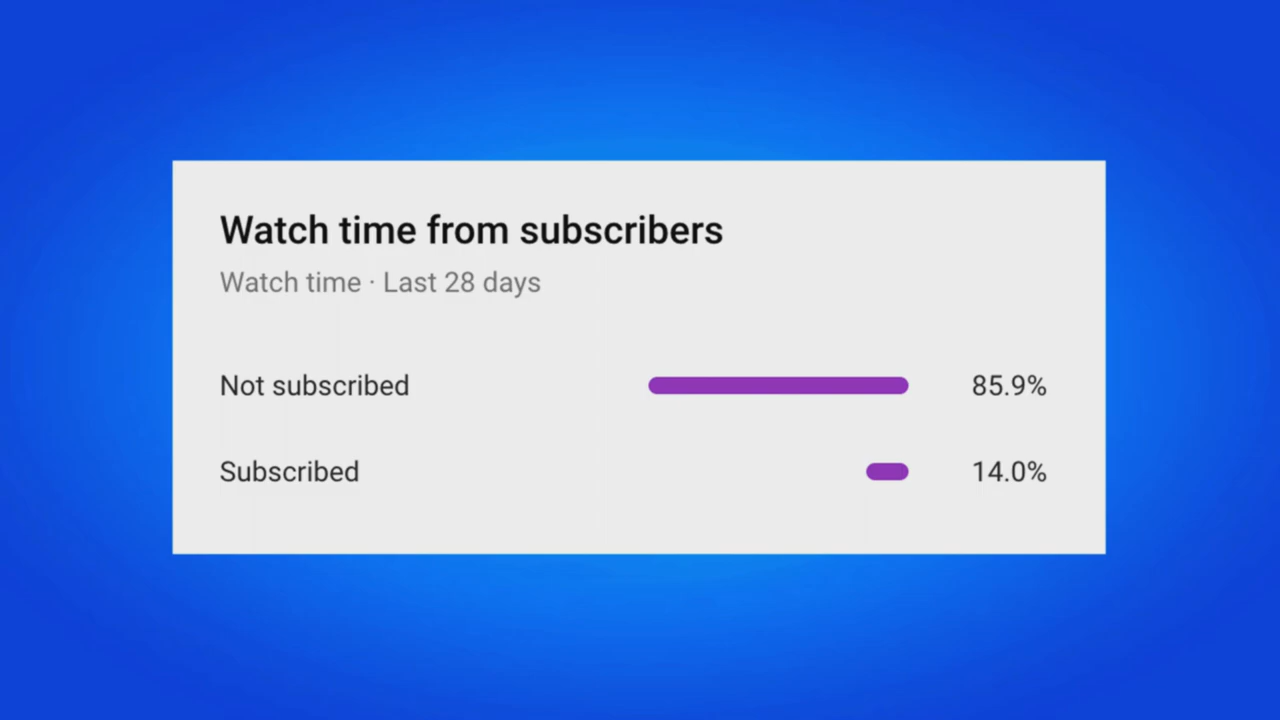 Watch time from subscribers
Watch time · Last 28 days
Not subscribed 85.9%
Subscribed 14.0%